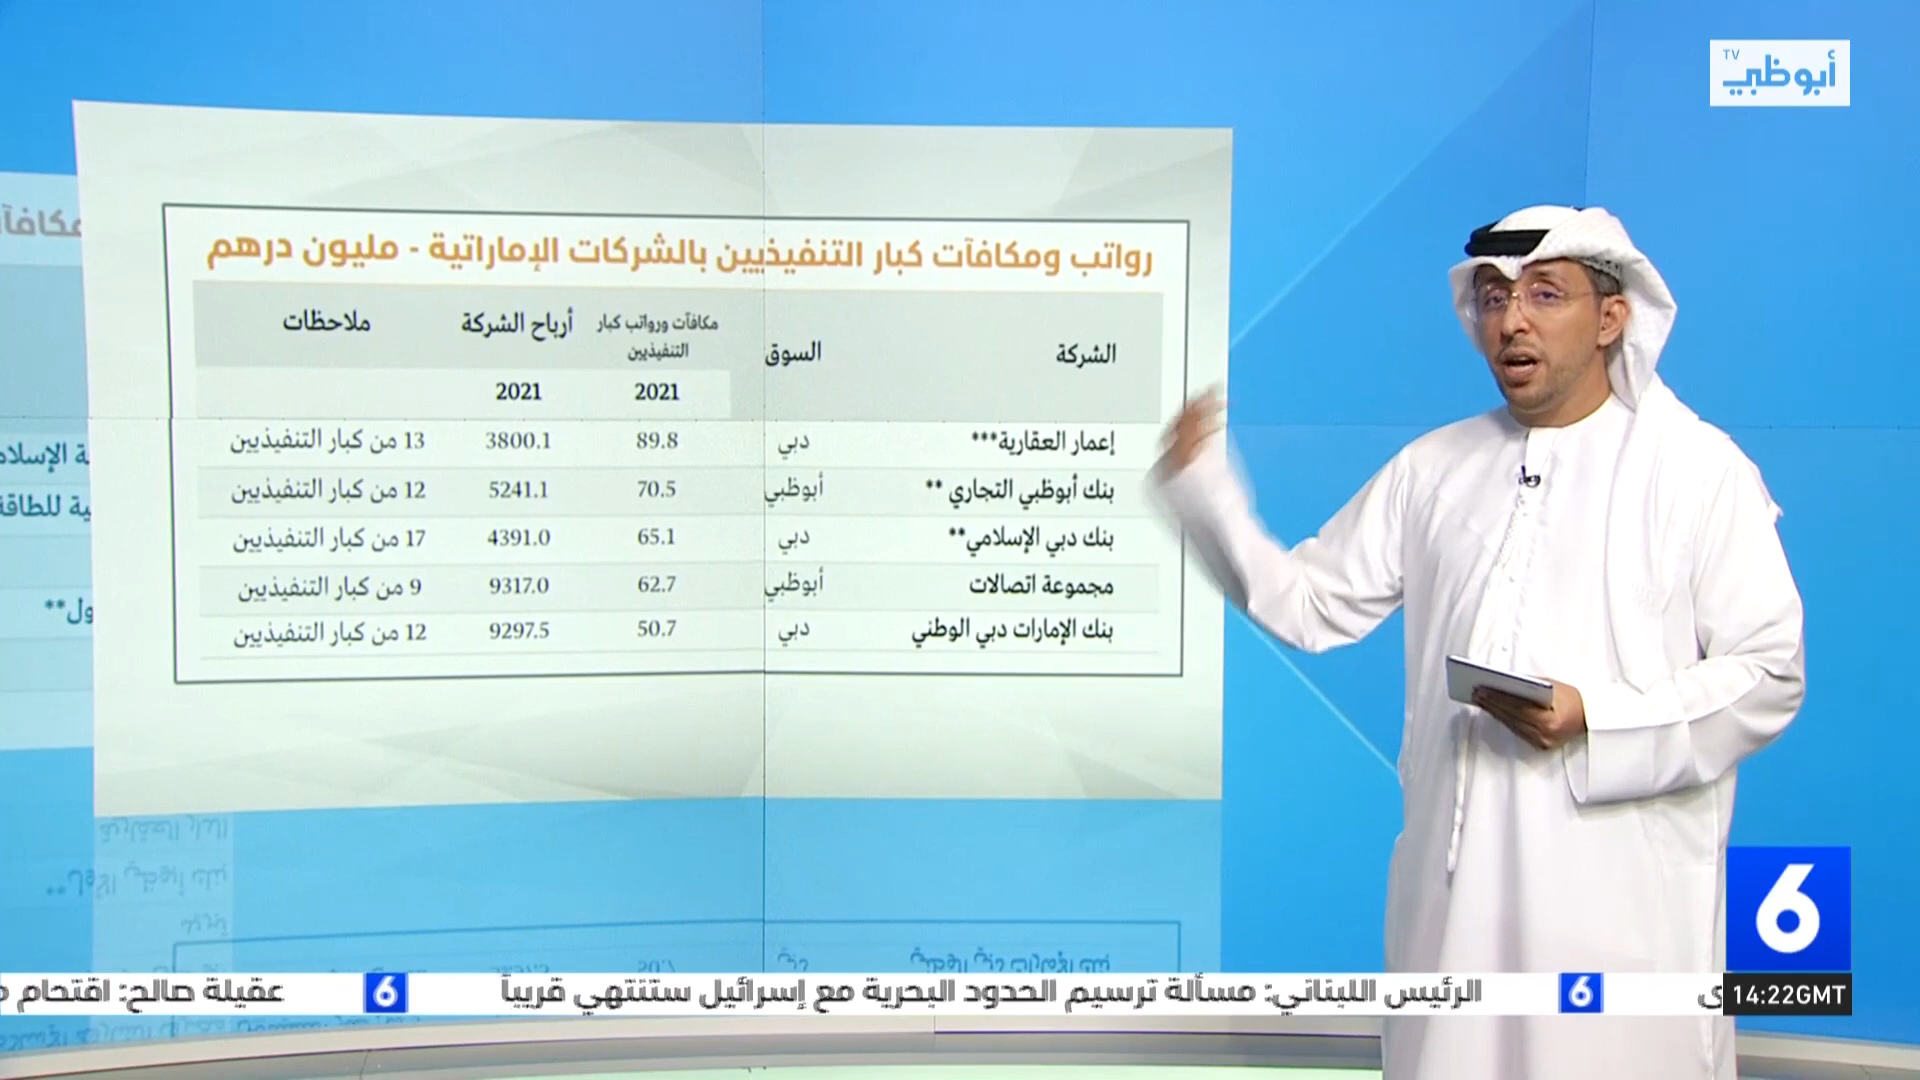 أبوظبي TV
رواتب ومكافآت كبار التنفيذيين بالشركات الإماراتية - مليون درهم
الشركة السوق مكافآت ورواتب كبار التنفيذيين أرباح الشركة ملاحظات
2021 2021
إعمار العقارية*** دبي 89.8 3800.1 13 من كبار التنفيذيين
بنك أبوظبي التجاري ** أبوظبي 70.5 5241.1 12 من كبار التنفيذيين
بنك دبي الإسلامي** دبي 65.1 4391.0 17 من كبار التنفيذيين
مجموعة اتصالات أبوظبي 62.7 9317.0 9 من كبار التنفيذيين
بنك الإمارات دبي الوطني دبي 50.7 9297.5 12 من كبار التنفيذيين
6
الرئيس اللبناني: مسألة ترسيم الحدود البحرية مع إسرائيل ستنتهي قريباً 6 عقيلة صالح: اقتحام
14:22GMT